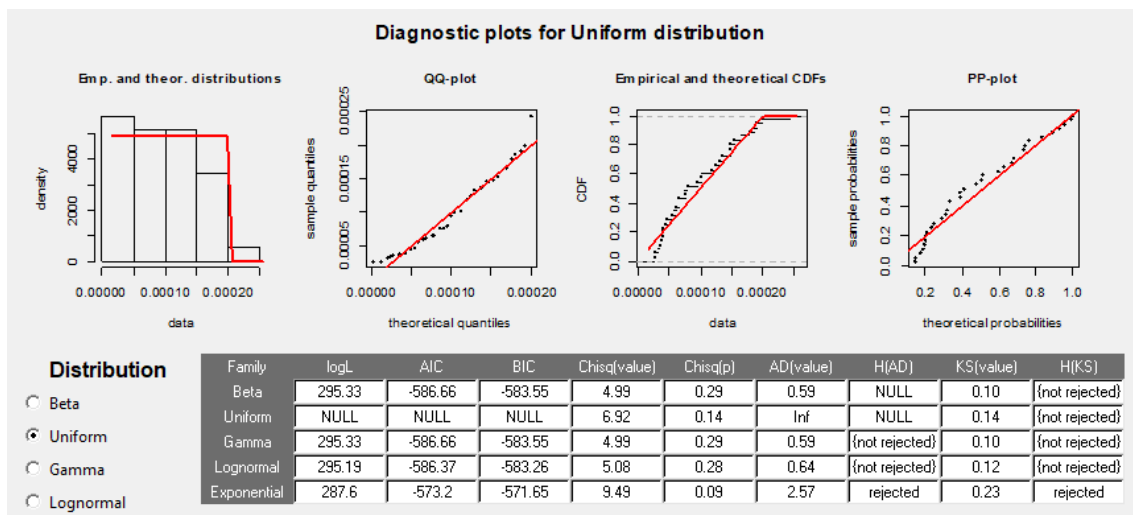 Diagnostic plots for Uniform distribution
Emp. and theor. distributions
QQ-plot
Empirical and theoretical CDFs
PP-plot
density
0 2000 4000
0.00000 0.00010 0.00020
data
sample quantiles
0.00005 0.00015 0.00025
0.00000 0.00010 0.00020
theoretical quantiles
CDF
0.0 0.2 0.4 0.6 0.8 1.0
0.00000 0.00010 0.00020
data
sample probabilities
0.0 0.2 0.4 0.6 0.8 1.0
0.2 0.4 0.6 0.8 1.0
theoretical probabilities
Distribution
Beta
Uniform
Gamma
Lognormal
Family logL AIC BIC Chisq(value) Chisq(p) AD(value) H(AD) KS(value) H(KS)
Beta 295.33 -586.66 -583.55 4.99 0.29 0.59 NULL 0.10 {not rejected}
Uniform NULL NULL NULL 6.92 0.14 Inf NULL 0.14 {not rejected}
Gamma 295.33 -586.66 -583.55 4.99 0.29 0.59 {not rejected} 0.10 {not rejected}
Lognormal 295.19 -586.37 -583.26 5.08 0.28 0.64 {not rejected} 0.12 {not rejected}
Exponential 287.6 -573.2 -571.65 9.49 0.09 2.57 rejected 0.23 rejected